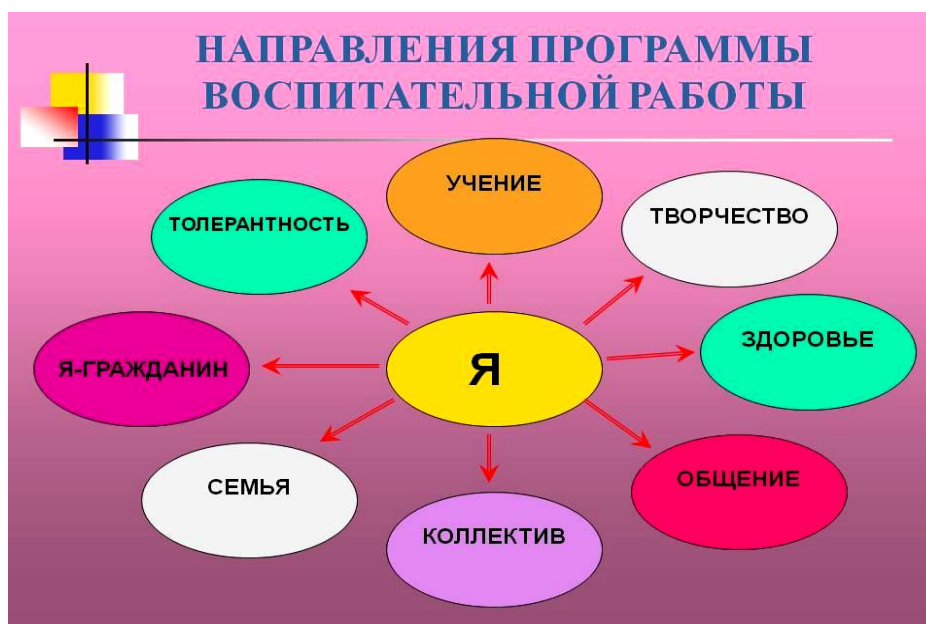 НАПРАВЛЕНИЯ ПРОГРАММЫ
ВОСПИТАТЕЛЬНОЙ РАБОТЫ
УЧЕНИЕ
ТВОРЧЕСТВО
ТОЛЕРАНТНОСТЬ
ЗДОРОВЬЕ
Я
Я-ГРАЖДАНИН
ОБЩЕНИЕ
СЕМЬЯ
КОЛЛЕКТИВ